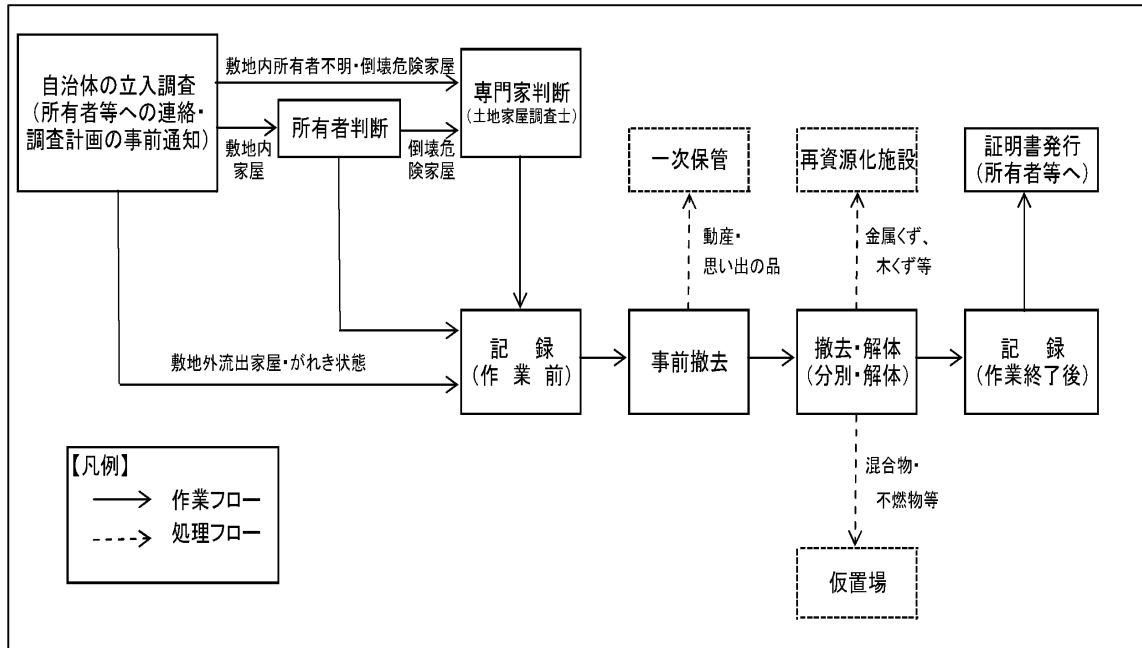 自治体の立入調査
(所有者等への連絡・
調査計画の事前通知)
敷地内所有者不明・倒壊危険家屋
敷地内
家屋
所有者判断
倒壊危
険家屋
専門家判断
(土地家屋調査士)
一次保管
再資源化施設
証明書発行
(所有者等へ)
動産・
思い出の品
金属くず、
木くず等
敷地外流出家屋・がれき状態
記 録
(作 業 前)
事前撤去
撤去・解体
(分別・解体)
記 録
(作業終了後)
混合物・
不燃物等
仮置場
【凡例】
作業フロー
処理フロー